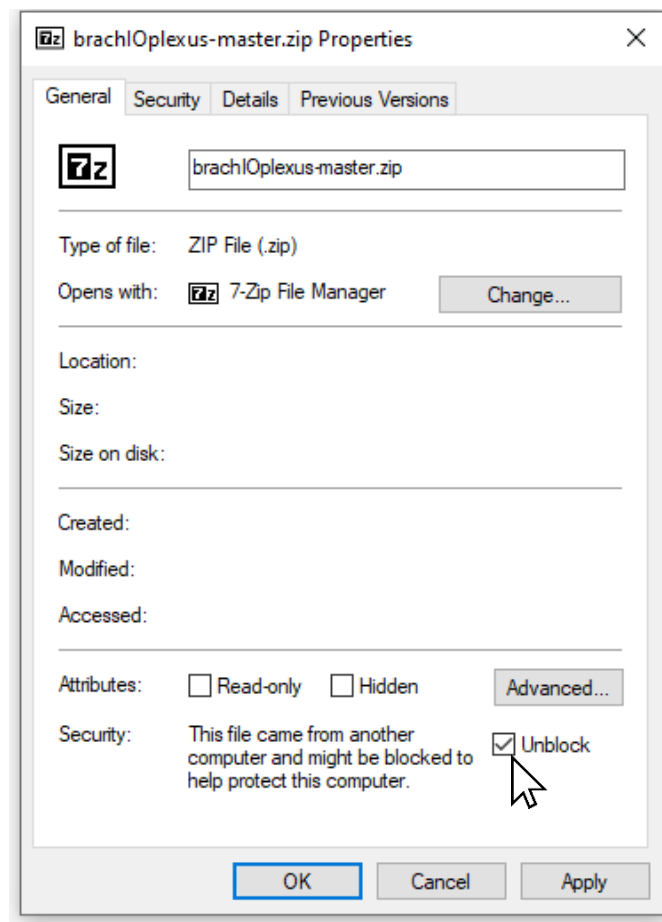 7z brachIOplexus-master.zip Properties
General Security Details Previous Versions
7z brachIOplexus-master.zip
Type of file: ZIP File (.zip)
Opens with: 7z 7-Zip File Manager Change...
Location:
Size:
Size on disk:
Created:
Modified:
Accessed:
Attributes: Read-only Hidden Advanced...
Security: This file came from another
computer and might be blocked to
help protect this computer.
Unblock
OK Cancel Apply